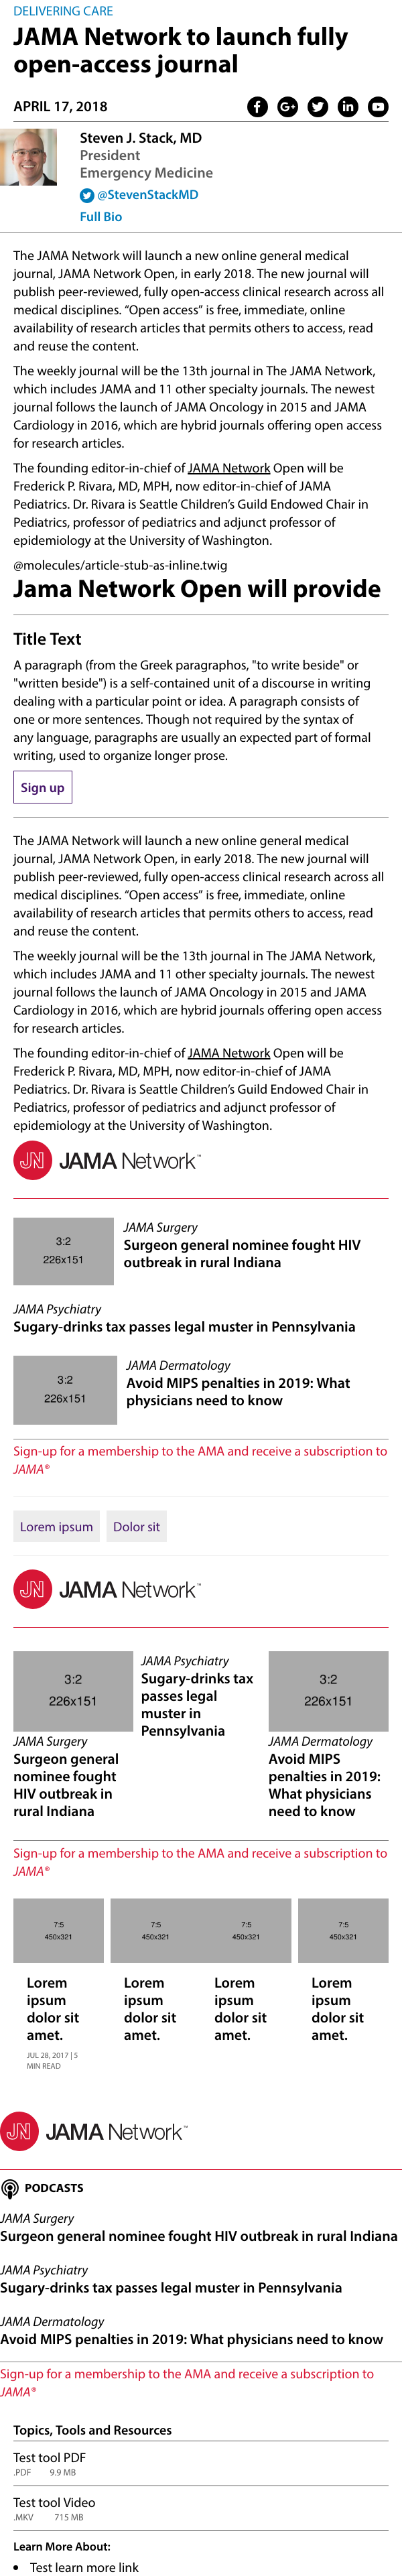 DELIVERING CARE
JAMA Network to launch fully
open-access journal
APRIL 17, 2018
Steven J. Stack, MD
President
Emergency Medicine
@StevenStackMD
Full Bio
The JAMA Network will launch a new online general medical
journal, JAMA Network Open, in early 2018. The new journal will
publish peer-reviewed, fully open-access clinical research across all
medical disciplines. “Open access” is free, immediate, online
availability of research articles that permits others to access, read
and reuse the content.
The weekly journal will be the 13th journal in The JAMA Network,
which includes JAMA and 11 other specialty journals. The newest
journal follows the launch of JAMA Oncology in 2015 and JAMA
Cardiology in 2016, which are hybrid journals offering open access
for research articles.
The founding editor-in-chief of JAMA Network Open will be
Frederick P. Rivara, MD, MPH, now editor-in-chief of JAMA
Pediatrics. Dr. Rivara is Seattle Children’s Guild Endowed Chair in
Pediatrics, professor of pediatrics and adjunct professor of
epidemiology at the University of Washington.
@molecules/article-stub-as-inline.twig
Jama Network Open will provide
Title Text
A paragraph (from the Greek paragraphos, "to write beside" or
"written beside") is a self-contained unit of a discourse in writing
dealing with a particular point or idea. A paragraph consists of
one or more sentences. Though not required by the syntax of
any language, paragraphs are usually an expected part of formal
writing, used to organize longer prose.
Sign up
The JAMA Network will launch a new online general medical
journal, JAMA Network Open, in early 2018. The new journal will
publish peer-reviewed, fully open-access clinical research across all
medical disciplines. “Open access” is free, immediate, online
availability of research articles that permits others to access, read
and reuse the content.
The weekly journal will be the 13th journal in The JAMA Network,
which includes JAMA and 11 other specialty journals. The newest
journal follows the launch of JAMA Oncology in 2015 and JAMA
Cardiology in 2016, which are hybrid journals offering open access
for research articles.
The founding editor-in-chief of JAMA Network Open will be
Frederick P. Rivara, MD, MPH, now editor-in-chief of JAMA
Pediatrics. Dr. Rivara is Seattle Children’s Guild Endowed Chair in
Pediatrics, professor of pediatrics and adjunct professor of
epidemiology at the University of Washington.
JN JAMA Network™
3:2
226x151
JAMA Surgery
Surgeon general nominee fought HIV
outbreak in rural Indiana
JAMA Psychiatry
Sugary-drinks tax passes legal muster in Pennsylvania
3:2
226x151
JAMA Dermatology
Avoid MIPS penalties in 2019: What
physicians need to know
Sign-up for a membership to the AMA and receive a subscription to
JAMA®
Lorem ipsum
Dolor sit
JN JAMA Network™
3:2
226x151
JAMA Surgery
Surgeon general
nominee fought
HIV outbreak in
rural Indiana
JAMA Psychiatry
Sugary-drinks tax
passes legal
muster in
Pennsylvania
3:2
226x151
JAMA Dermatology
Avoid MIPS
penalties in 2019:
What physicians
need to know
Sign-up for a membership to the AMA and receive a subscription to
JAMA®
7:5
450x321
Lorem
ipsum
dolor sit
amet.
JUL 28, 2017 | 5
MIN READ
7:5
450x321
Lorem
ipsum
dolor sit
amet.
7:5
450x321
Lorem
ipsum
dolor sit
amet.
7:5
450x321
Lorem
ipsum
dolor sit
amet.
JN JAMA Network™
PODCASTS
JAMA Surgery
Surgeon general nominee fought HIV outbreak in rural Indiana
JAMA Psychiatry
Sugary-drinks tax passes legal muster in Pennsylvania
JAMA Dermatology
Avoid MIPS penalties in 2019: What physicians need to know
Sign-up for a membership to the AMA and receive a subscription to
JAMA®
Topics, Tools and Resources
Test tool PDF
.PDF 9.9 MB
Test tool Video
.MKV 715 MB
Learn More About:
• Test learn more link